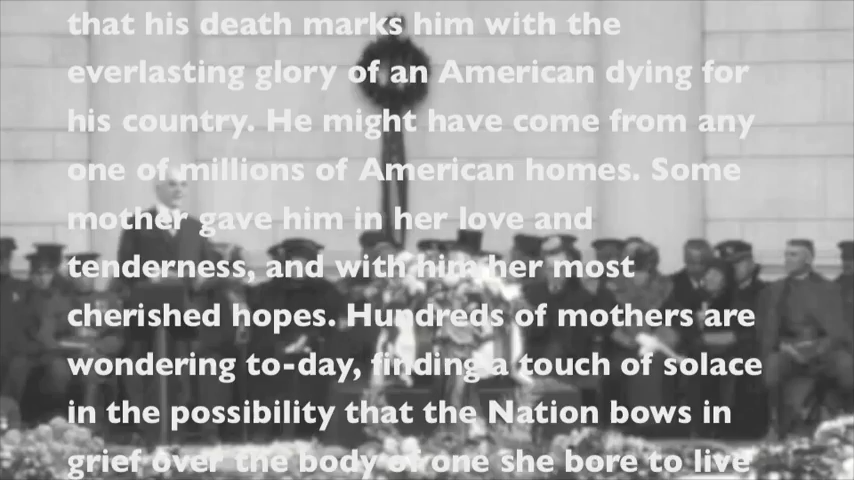 that his death marks him with the
everlasting glory of an American dying for
his country. He might have come from any
one of millions of American homes. Some
mother gave him in her love and
tenderness, and with him her most
cherished hopes. Hundreds of mothers are
wondering to-day, finding a touch of solace
in the possibility that the Nation bows in
grief over the body of one she bore to live